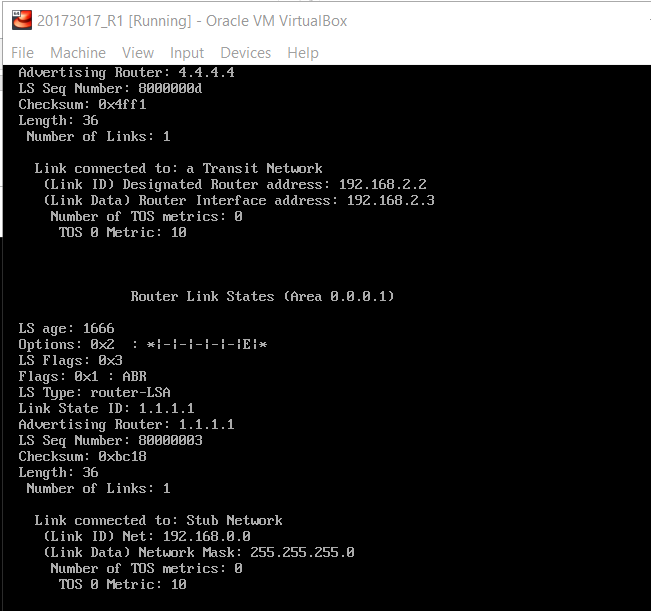 20173017_R1 [Running] - Oracle VM VirtualBox
File Machine View Input Devices Help
Advertising Router: 4.4.4.4
LS Seq Number: 8000000d
Checksum: 0x4ff1
Length: 36
Number of Links: 1
Link connected to: a Transit Network
(Link ID) Designated Router address: 192.168.2.2
(Link Data) Router Interface address: 192.168.2.3
Number of TOS metrics: 0
TOS 0 Metric: 10
Router Link States (Area 0.0.0.1)
LS age: 1666
Options: 0x2  : *|-|-|-|-|-|E|*
LS Flags: 0x3
Flags: 0x1 : ABR
LS Type: router-LSA
Link State ID: 1.1.1.1
Advertising Router: 1.1.1.1
LS Seq Number: 80000003
Checksum: 0xbc18
Length: 36
Number of Links: 1
Link connected to: Stub Network
(Link ID) Net: 192.168.0.0
(Link Data) Network Mask: 255.255.255.0
Number of TOS metrics: 0
TOS 0 Metric: 10